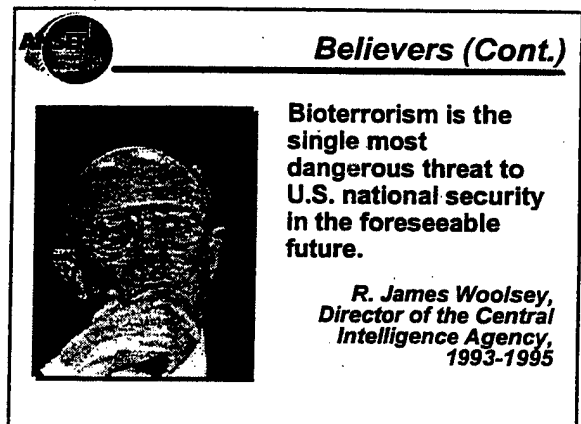 Believers (Cont.)
Bioterrorism is the
single most
dangerous threat to
U.S. national security
in the foreseeable
future.
R. James Woolsey,
Director of the Central
Intelligence Agency,
1993-1995